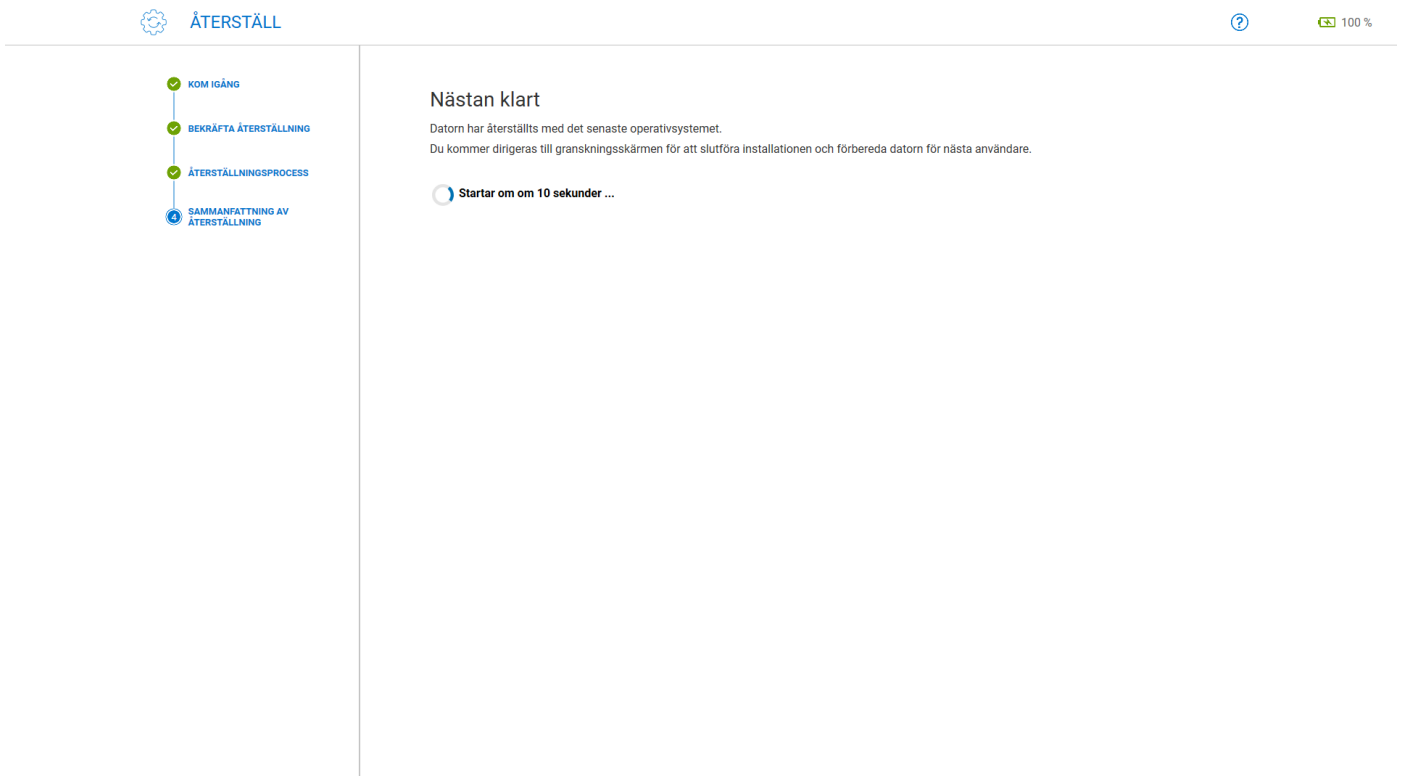 ÅTERSTÄLL
100 %
KOM IGÅNG
BEKRÄFTA ÅTERSTÄLLNING
ÅTERSTÄLLNINGSPROCESS
4
SAMMANFATTNING AV
ÅTERSTÄLLNING
Nästan klart
Datorn har återställts med det senaste operativsystemet.
Du kommer dirigeras till granskningsskärmen för att slutföra installationen och förbereda datorn för nästa användare.
Startar om om 10 sekunder ...